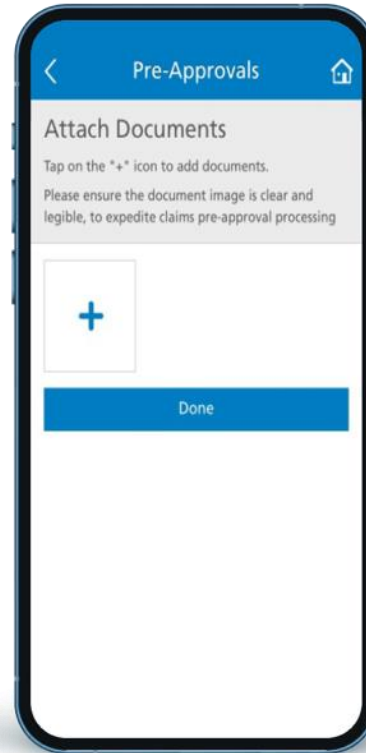 Pre-Approvals
Attach Documents
Tap on the "+" icon to add documents.
Please ensure the document image is clear and
legible, to expedite claims pre-approval processing
+
Done